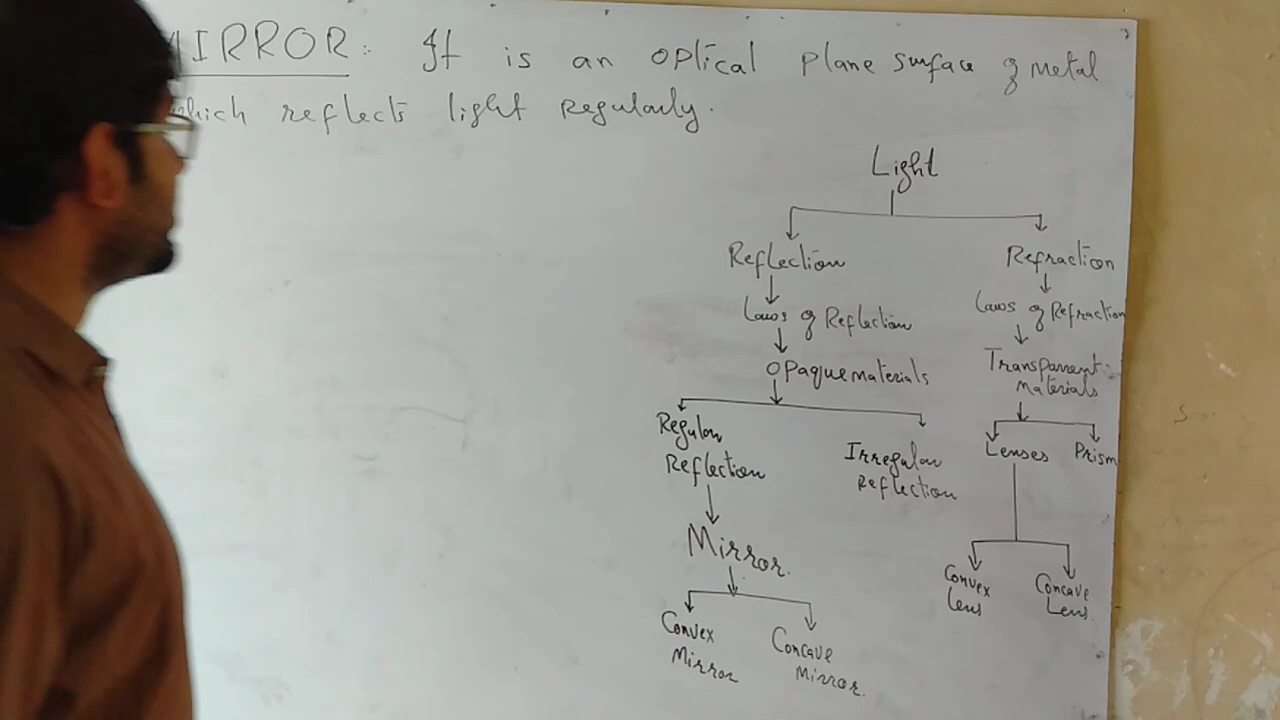 MIRROR: It is an optical plane surface of metal
which reflects light Regularly.
Light
Reflection
Refraction
Laws of Reflection
Laws of Refraction
Opaque materials
Transparent
materials
Regular
Reflection
Irregular
Reflection
Lenses
Prism
Mirror.
Convex
Lens
Concave
Lens
Convex
Mirror
Concave
Mirror.